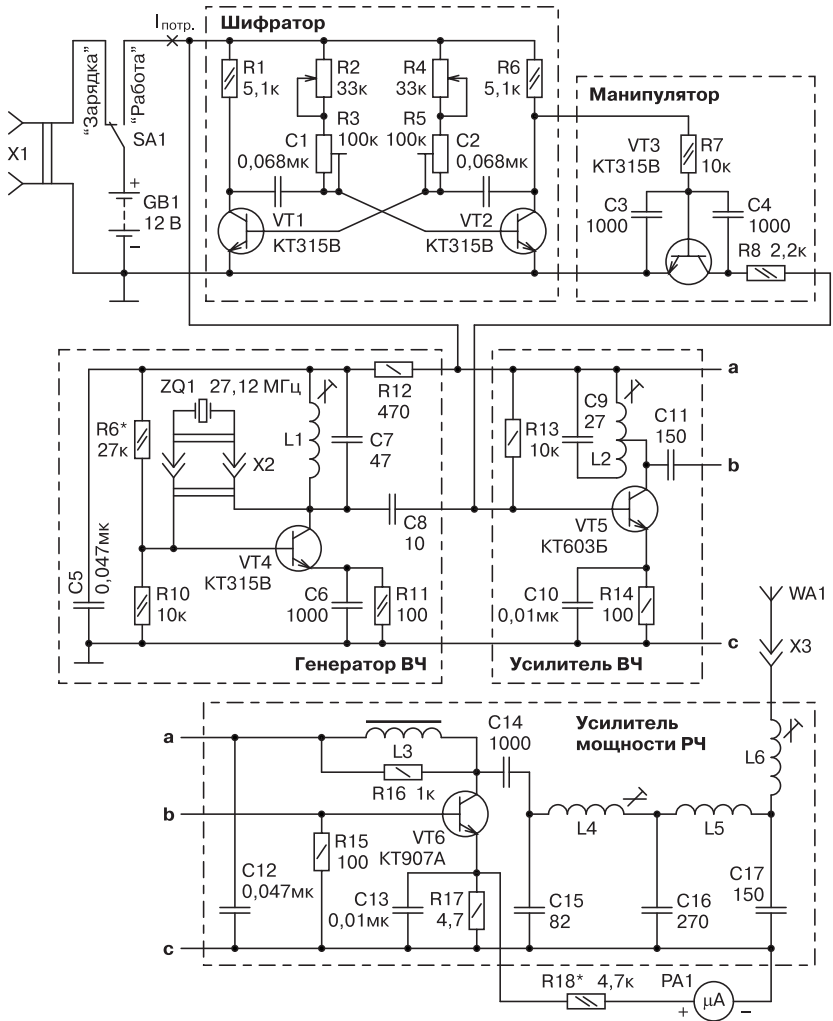 Iпотр.
Шифратор
"Зарядка"
"Работа"
X1
SA1
GB1
12 В
+
−
R1
5,1к
R2
33к
R3
100к
R4
33к
R5
100к
R6
5,1к
C1
0,068мк
C2
0,068мк
VT1
КТ315В
VT2
КТ315В
Манипулятор
VT3
КТ315В
R7
10к
C3
1000
C4
1000
R8 2,2к
ZQ1 27,12 МГц
R6*
27к
X2
L1
C7
47
R12
470
C8
10
C5
0,047мк
R10
10к
VT4
КТ315В
C6
1000
R11
100
Генератор ВЧ
R13
10к
C9
27
L2
C11
150
VT5
КТ603Б
C10
0,01мк
R14
100
Усилитель ВЧ
a
b
c
WA1
X3
Усилитель
мощности РЧ
a
b
c
L3
R16 1к
C14
1000
L6
L4
L5
R15
100
VT6
КТ907А
C12
0,047мк
C13
0,01мк
R17
4,7
C15
82
C16
270
C17
150
R18* 4,7к
PA1
+
μA
−